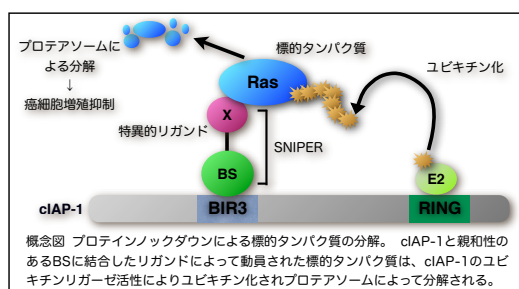 プロテアソームに
よる分解
↓
癌細胞増殖抑制
標的タンパク質
ユビキチン化
Ras
X
特異的リガンド
SNIPER
BS
E2
cIAP-1
BIR3
RING
概念図 プロテインノックダウンによる標的タンパク質の分解。 cIAP-1と親和性の
あるBSに結合したリガンドによって動員された標的タンパク質は、cIAP-1のユビ
キチンリガーゼ活性によりユビキチン化されプロテアソームによって分解される。